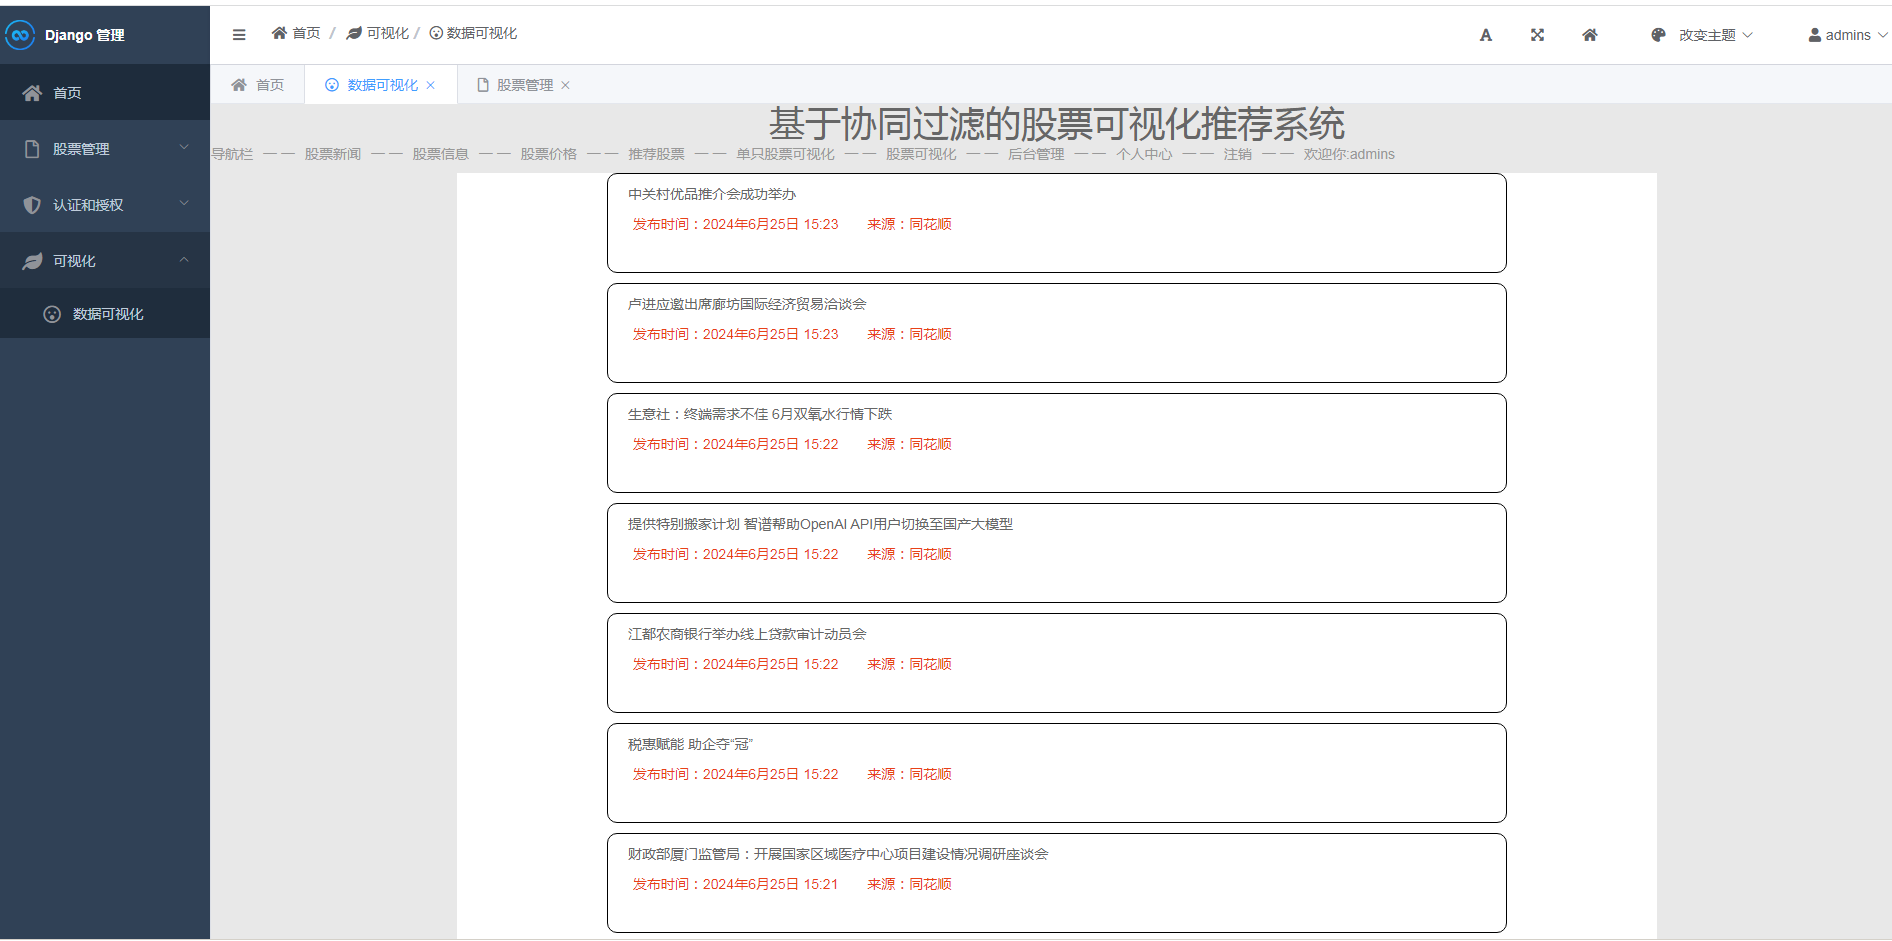 Django 管理
首页 / 可视化 / 数据可视化
改变主题
admins
首页
股票管理
认证和授权
可视化
数据可视化
首页 数据可视化 × 股票管理 ×
基于协同过滤的股票可视化推荐系统
导航栏 — — 股票新闻 — — 股票信息 — — 股票价格 — — 推荐股票 — — 单只股票可视化 — — 股票可视化 — — 后台管理 — — 个人中心 — — 注销 — — 欢迎你:admins
中关村优品推介会成功举办
发布时间：2024年6月25日 15:23 来源：同花顺
卢进应邀出席廊坊国际经济贸易洽谈会
发布时间：2024年6月25日 15:23 来源：同花顺
生意社：终端需求不佳 6月双氧水行情下跌
发布时间：2024年6月25日 15:22 来源：同花顺
提供特别搬家计划 智谱帮助OpenAI API用户切换至国产大模型
发布时间：2024年6月25日 15:22 来源：同花顺
江都农商银行举办线上贷款审计动员会
发布时间：2024年6月25日 15:22 来源：同花顺
税惠赋能 助企夺“冠”
发布时间：2024年6月25日 15:22 来源：同花顺
财政部厦门监管局：开展国家区域医疗中心项目建设情况调研座谈会
发布时间：2024年6月25日 15:21 来源：同花顺